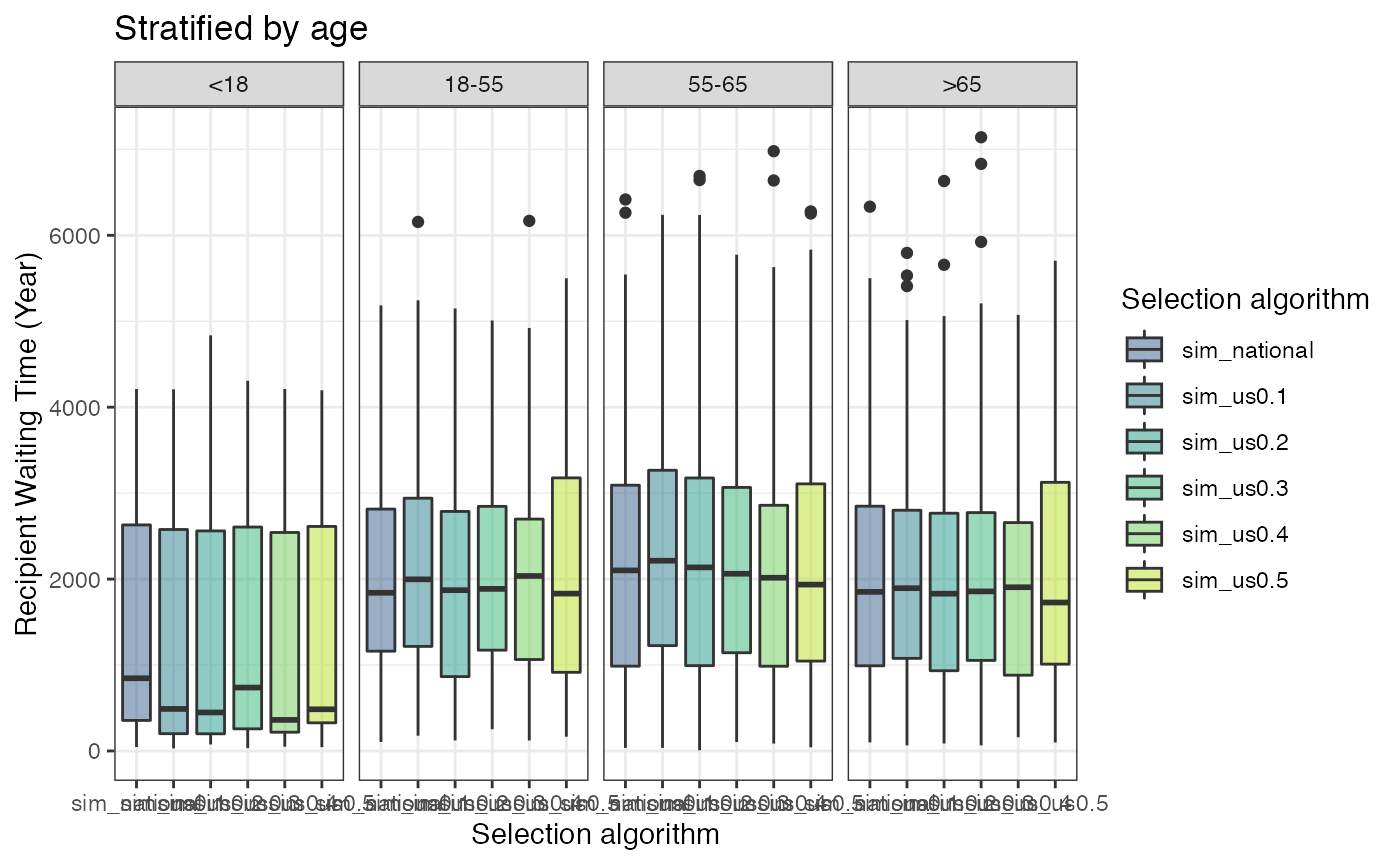 Stratified by age
<18
18-55
55-65
>65
6000
4000
2000
0
Recipient Waiting Time (Year)
Selection algorithm
Selection algorithm
sim_national
sim_us0.1
sim_us0.2
sim_us0.3
sim_us0.4
sim_us0.5